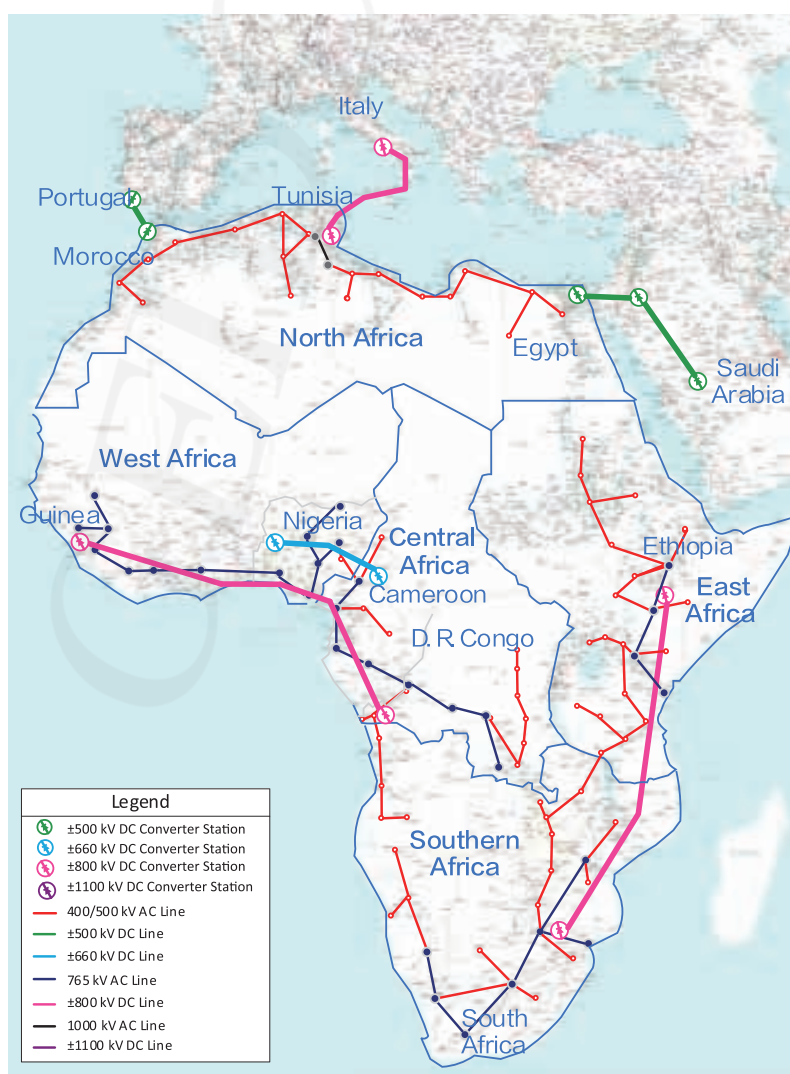 Italy
Portugal
Tunisia
Morocco
North Africa
Egypt
Saudi
Arabia
West Africa
Guinea
Nigeria
Central
Africa
Ethiopia
East
Africa
Cameroon
D. R. Congo
Southern
Africa
South
Africa
Legend
±500 kV DC Converter Station
±660 kV DC Converter Station
±800 kV DC Converter Station
±1100 kV DC Converter Station
400/500 kV AC Line
±500 kV DC Line
±660 kV DC Line
765 kV AC Line
±800 kV DC Line
1000 kV AC Line
±1100 kV DC Line